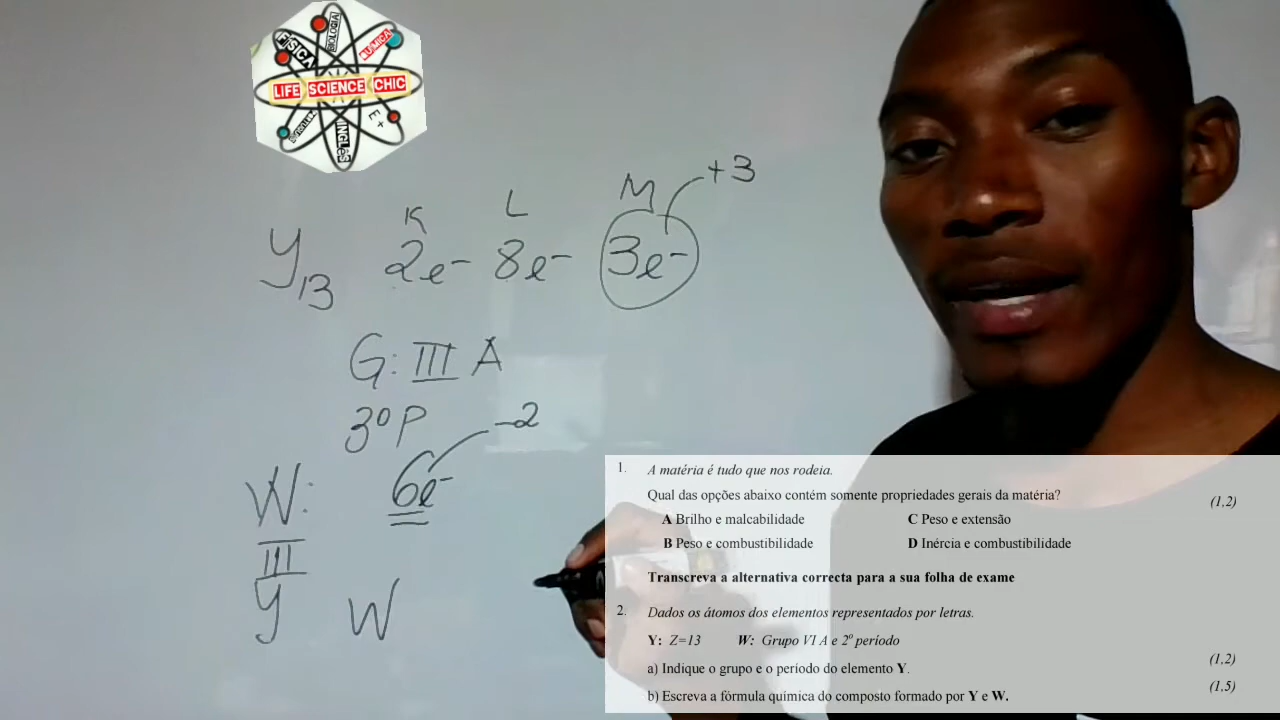 FÍSICA
BIOLOGIA
QUÍMICA
LIFE SCIENCE CHIC
E +
INGLÊS
K L M +3
Y13 2e- 8e- 3e-
G: III A
3º P
-2
W: 6e-
III
Y W
1. A matéria é tudo que nos rodeia.
Qual das opções abaixo contém somente propriedades gerais da matéria? (1,2)
A Brilho e malcabilidade C Peso e extensão
B Peso e combustibilidade D Inércia e combustibilidade
Transcreva a alternativa correcta para a sua folha de exame
2. Dados os átomos dos elementos representados por letras.
Y: Z=13 W: Grupo VI A e 2º período
a) Indique o grupo e o período do elemento Y. (1,2)
b) Escreva a fórmula química do composto formado por Y e W. (1,5)